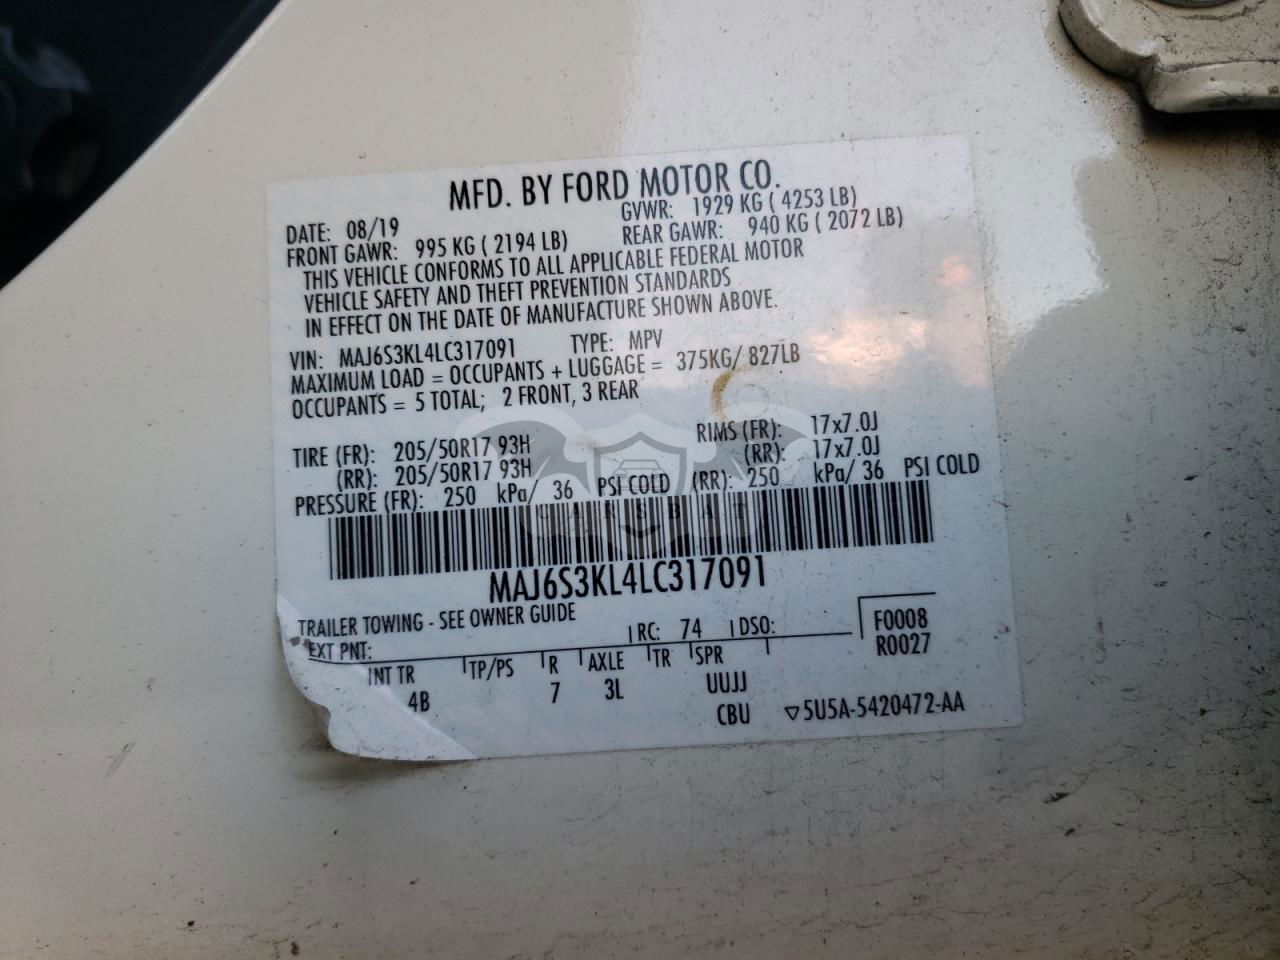 MFD. BY FORD MOTOR CO.
DATE: 08/19 GVWR: 1929 KG ( 4253 LB)
FRONT GAWR: 995 KG ( 2194 LB) REAR GAWR: 940 KG ( 2072 LB)
THIS VEHICLE CONFORMS TO ALL APPLICABLE FEDERAL MOTOR
VEHICLE SAFETY AND THEFT PREVENTION STANDARDS
IN EFFECT ON THE DATE OF MANUFACTURE SHOWN ABOVE.
VIN: MAJ6S3KL4LC317091 TYPE: MPV
MAXIMUM LOAD = OCCUPANTS + LUGGAGE = 375KG/ 827LB
OCCUPANTS = 5 TOTAL; 2 FRONT, 3 REAR
TIRE (FR): 205/50R17 93H RIMS (FR): 17x7.0J
(RR): 205/50R17 93H (RR): 17x7.0J
PRESSURE (FR): 250 kPa/ 36 PSI COLD (RR): 250 kPa/ 36 PSI COLD
CARSBAT
MAJ6S3KL4LC317091
TRAILER TOWING - SEE OWNER GUIDE
EXT PNT: RC: 74 DSO: F0008
R0027
INT TR TP/PS R AXLE TR SPR
4B 7 3L UUJJ
CBU ▽5U5A-5420472-AA